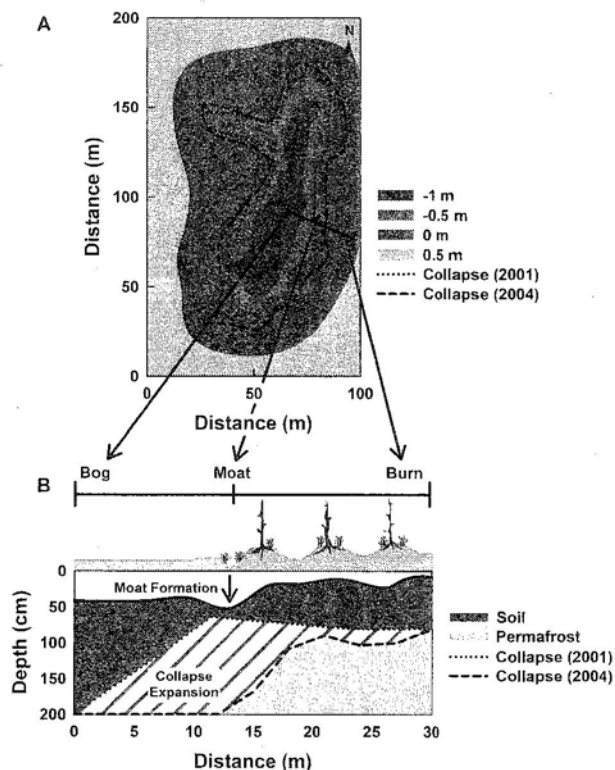 A
N
200
150
100
50
0
Distance (m)
0
50
100
Distance (m)
-1 m
-0.5 m
0 m
0.5 m
Collapse (2001)
Collapse (2004)
Bog
Moat
Burn
B
0
50
100
150
200
Depth (cm)
Moat Formation
Collapse
Expansion
0
5
10
15
20
25
30
Distance (m)
Soil
Permafrost
Collapse (2001)
Collapse (2004)